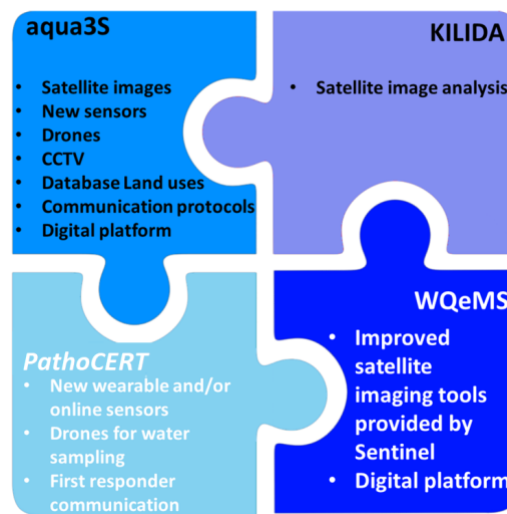 aqua3S
• Satellite images
• New sensors
• Drones
• CCTV
• Database Land uses
• Communication protocols
• Digital platform
KILIDA
• Satellite image analysis
PathoCERT
• New wearable and/or
online sensors
• Drones for water
sampling
• First responder
communication
WQeMS
• Improved
satellite
imaging tools
provided by
Sentinel
• Digital platform